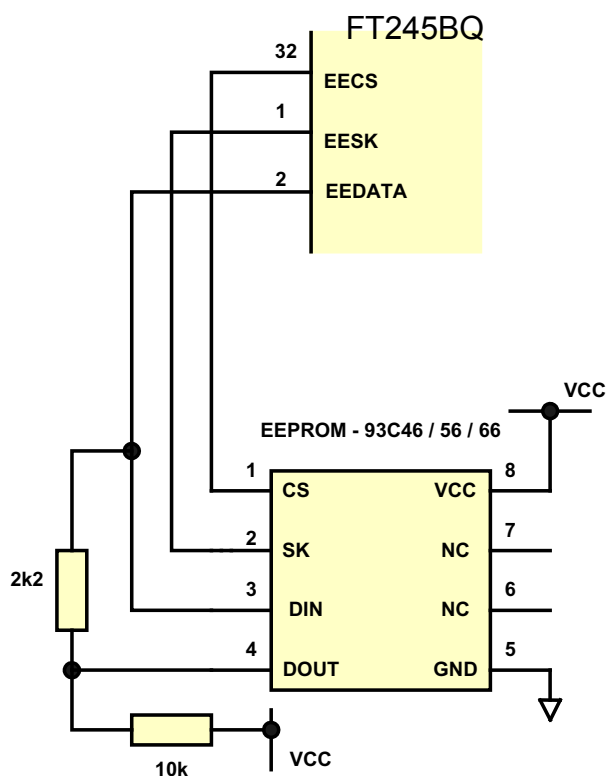 FT245BQ
32
EECS
1
EESK
2
EEDATA
VCC
EEPROM - 93C46 / 56 / 66
1
CS
VCC
8
2
SK
NC
7
2k2
3
DIN
NC
6
4
DOUT
GND
5
VCC
10k